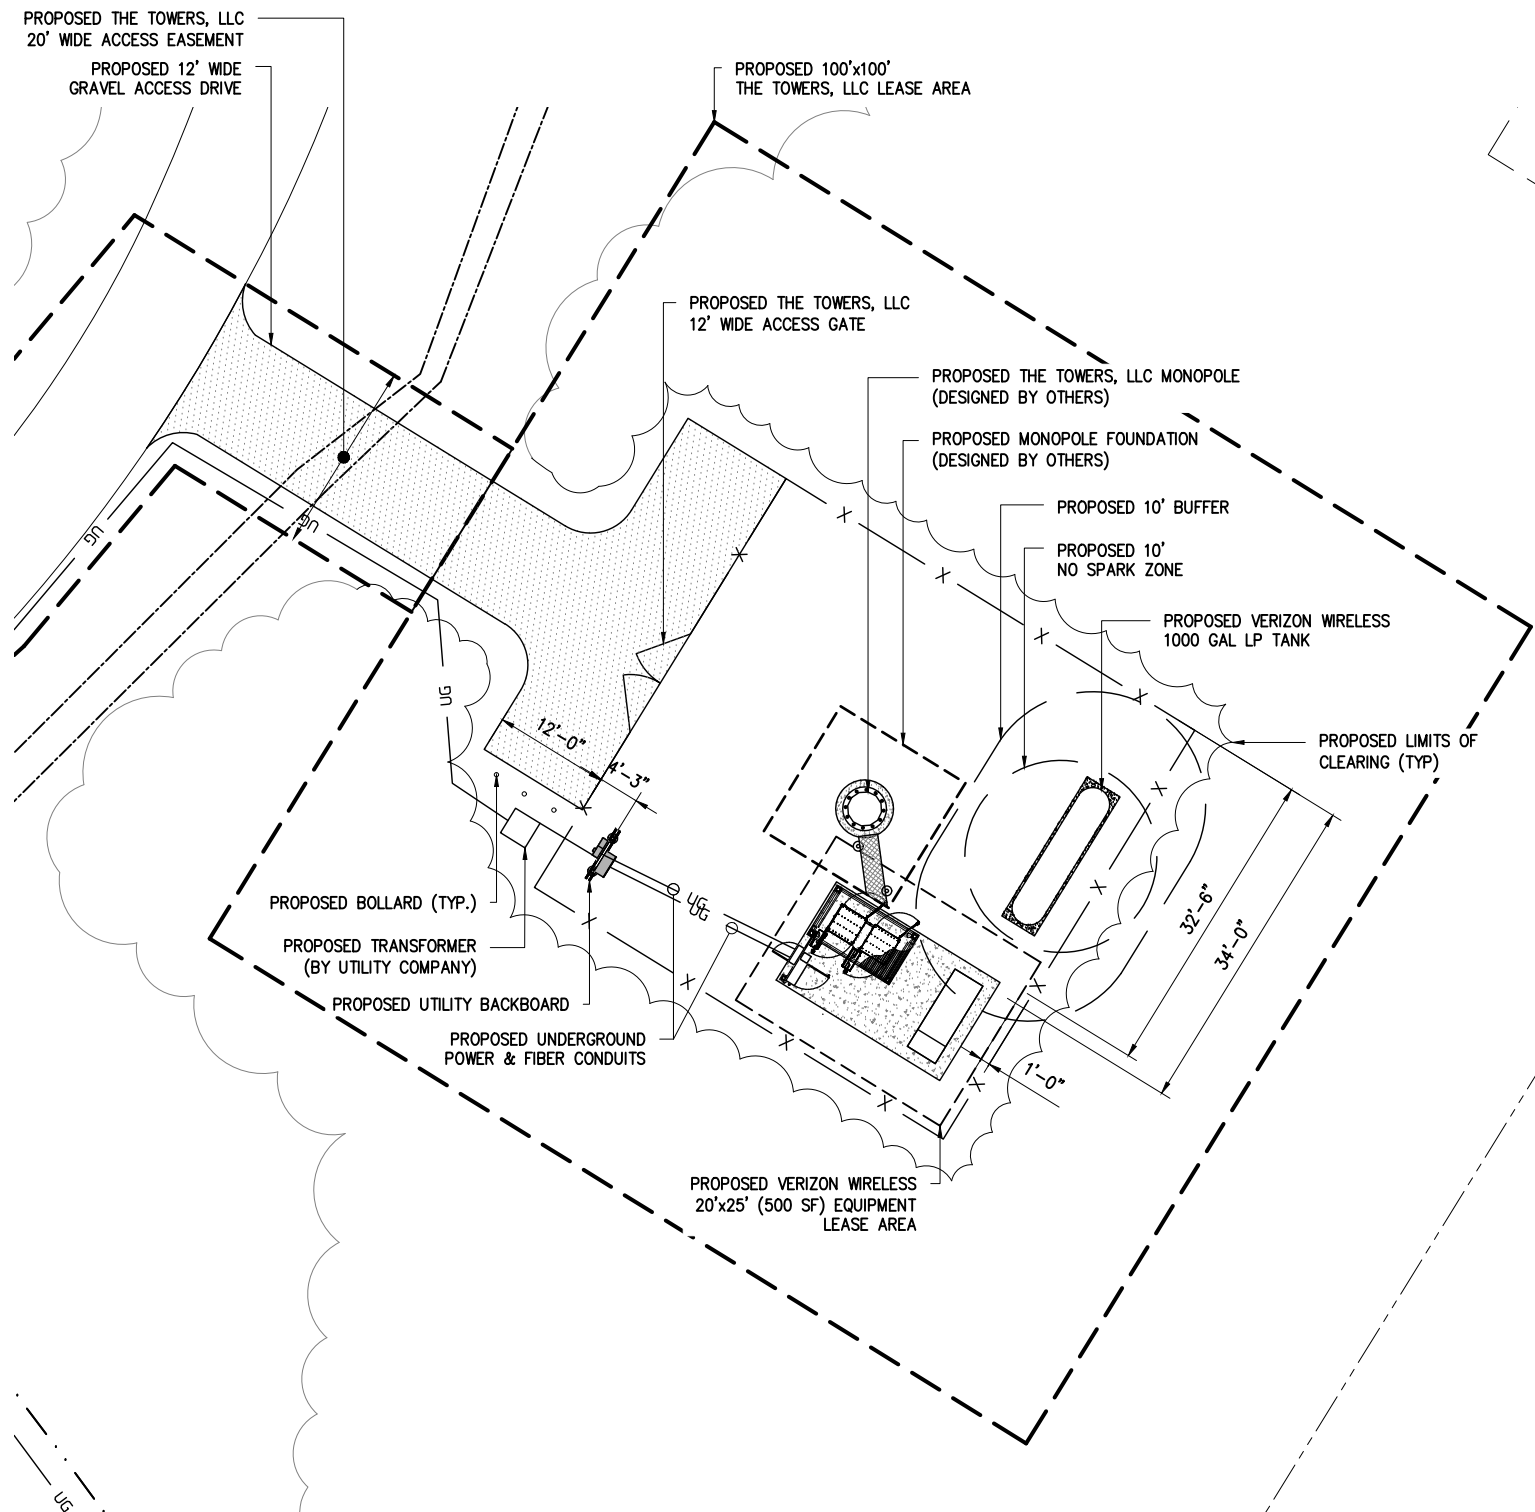 PROPOSED THE TOWERS, LLC
20' WIDE ACCESS EASEMENT
PROPOSED 12' WIDE
GRAVEL ACCESS DRIVE
PROPOSED 100'x100'
THE TOWERS, LLC LEASE AREA
PROPOSED THE TOWERS, LLC
12' WIDE ACCESS GATE
PROPOSED THE TOWERS, LLC MONOPOLE
(DESIGNED BY OTHERS)
PROPOSED MONOPOLE FOUNDATION
(DESIGNED BY OTHERS)
PROPOSED 10' BUFFER
PROPOSED 10'
NO SPARK ZONE
PROPOSED VERIZON WIRELESS
1000 GAL LP TANK
UG
UG
UG
X
X
X
X
X
12'-0"
4'-3"
PROPOSED LIMITS OF
CLEARING (TYP)
X
X
X
X
PROPOSED BOLLARD (TYP.)
UG
UG
32'-6"
34'-0"
PROPOSED TRANSFORMER
(BY UTILITY COMPANY)
PROPOSED UTILITY BACKBOARD
X
X
X
X
X
PROPOSED UNDERGROUND
POWER & FIBER CONDUITS
1'-0"
PROPOSED VERIZON WIRELESS
20'x25' (500 SF) EQUIPMENT
LEASE AREA
UG